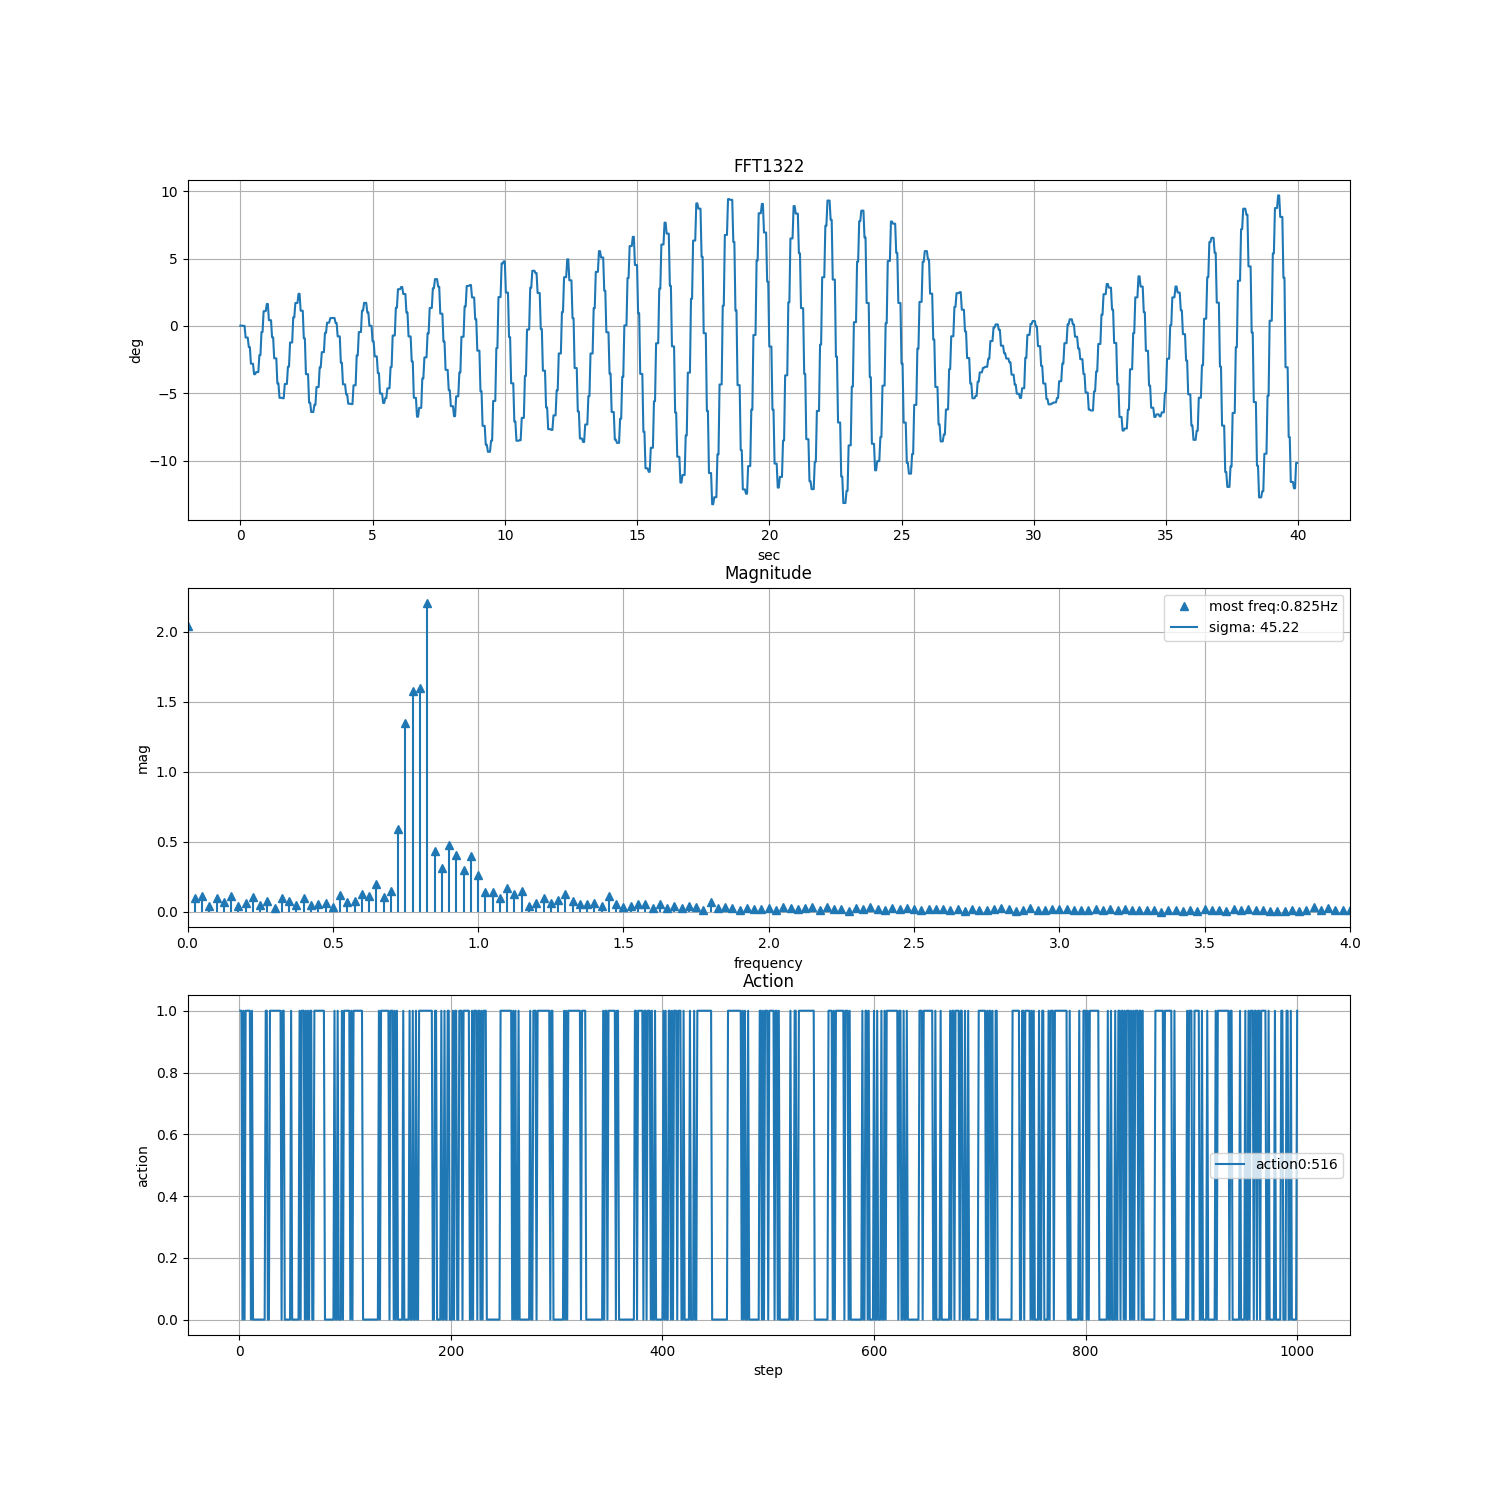 FFT1322
10
5
0
−5
−10
deg
0 5 10 15 20 25 30 35 40
sec
Magnitude
most freq:0.825Hz
sigma: 45.22
2.0
1.5
1.0
0.5
0.0
mag
0.0 0.5 1.0 1.5 2.0 2.5 3.0 3.5 4.0
frequency
Action
1.0
0.8
0.6
0.4
0.2
0.0
action
action0:516
0 200 400 600 800 1000
step